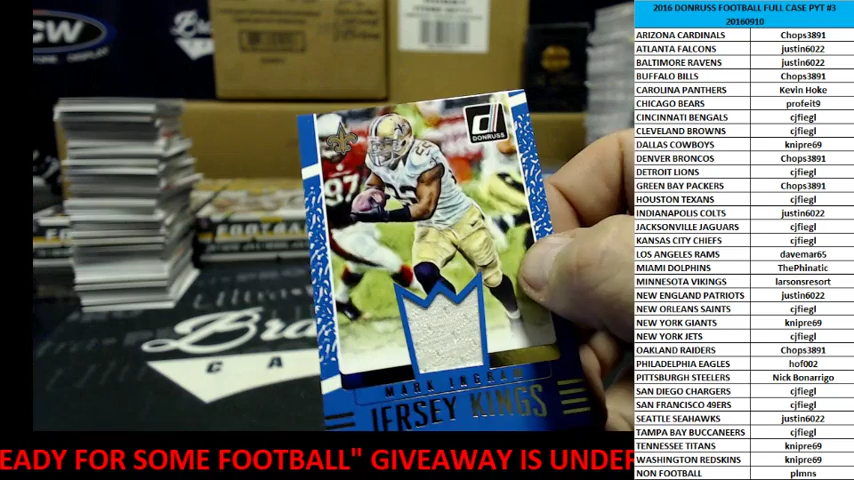 2016 DONRUSS FOOTBALL FULL CASE PYT #3
20160910
ARIZONA CARDINALS Chops3891
ATLANTA FALCONS justin6022
BALTIMORE RAVENS justin6022
BUFFALO BILLS Chops3891
CAROLINA PANTHERS Kevin Hoke
CHICAGO BEARS profeit9
CINCINNATI BENGALS cjfiegl
CLEVELAND BROWNS cjfiegl
DALLAS COWBOYS knipre69
DENVER BRONCOS Chops3891
DETROIT LIONS cjfiegl
GREEN BAY PACKERS Chops3891
HOUSTON TEXANS cjfiegl
INDIANAPOLIS COLTS justin6022
JACKSONVILLE JAGUARS cjfiegl
KANSAS CITY CHIEFS cjfiegl
LOS ANGELES RAMS davemar65
MIAMI DOLPHINS ThePhinatic
MINNESOTA VIKINGS larsonsresort
NEW ENGLAND PATRIOTS justin6022
NEW ORLEANS SAINTS cjfiegl
NEW YORK GIANTS knipre69
NEW YORK JETS cjfiegl
OAKLAND RAIDERS Chops3891
PHILADELPHIA EAGLES hof002
PITTSBURGH STEELERS Nick Bonarrigo
SAN DIEGO CHARGERS cjfiegl
SAN FRANCISCO 49ERS cjfiegl
SEATTLE SEAHAWKS justin6022
TAMPA BAY BUCCANEERS cjfiegl
TENNESSEE TITANS knipre69
WASHINGTON REDSKINS knipre69
NON FOOTBALL plmns
CW
d
DONRUSS
97
MARK INGRAM
JERSEY KINGS
EADY FOR SOME FOOTBALL" GIVEAWAY IS UNDE